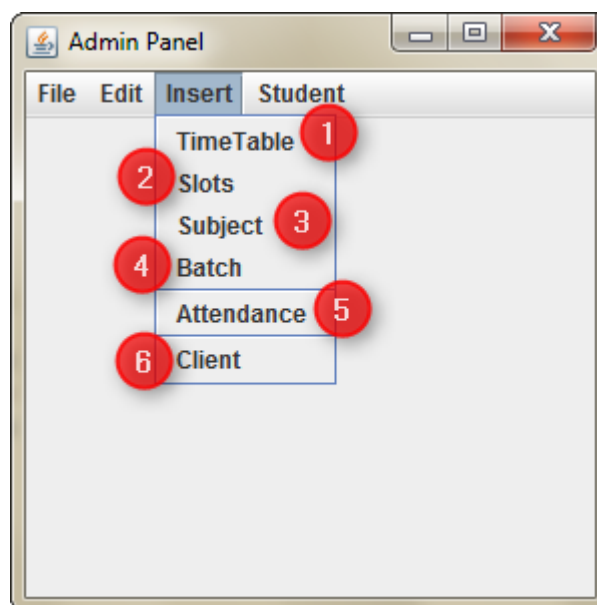 Admin Panel
File Edit Insert Student
TimeTable 1
2 Slots
Subject 3
4 Batch
Attendance 5
6 Client